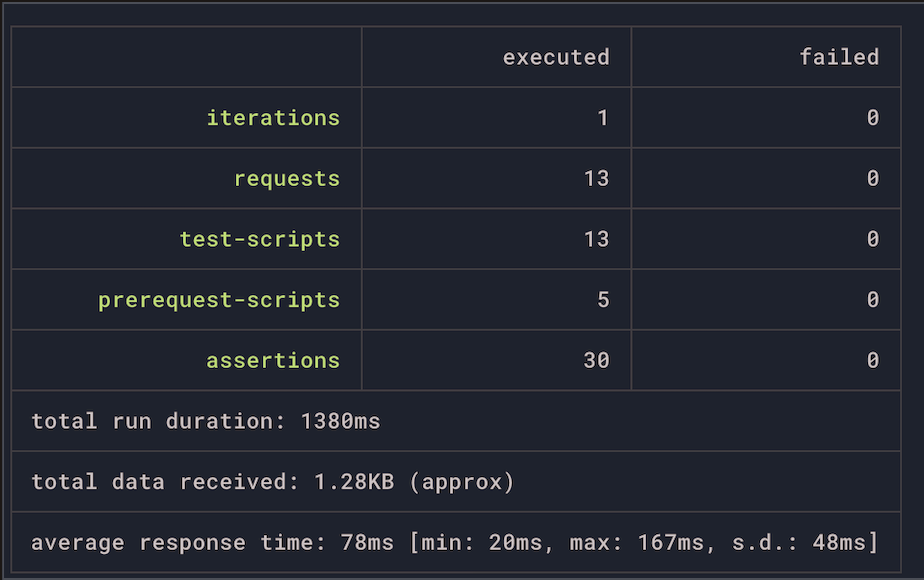 executed failed
iterations 1 0
requests 13 0
test-scripts 13 0
prerequest-scripts 5 0
assertions 30 0
total run duration: 1380ms
total data received: 1.28KB (approx)
average response time: 78ms [min: 20ms, max: 167ms, s.d.: 48ms]